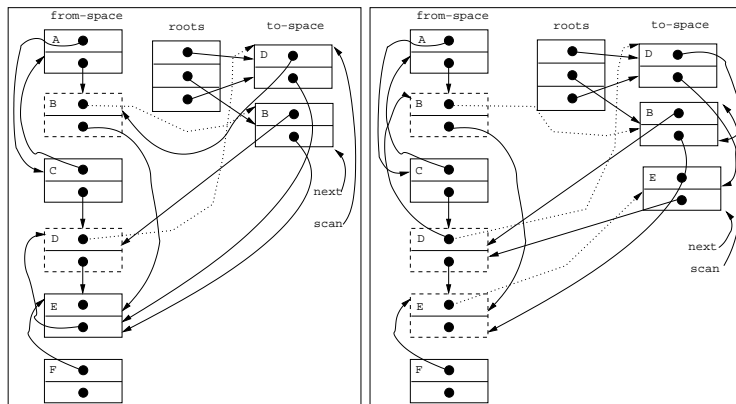 from-space
roots
to-space
A
B
C
D
E
F
D
B
next
scan
from-space
roots
to-space
A
B
C
D
E
F
D
B
E
next
scan